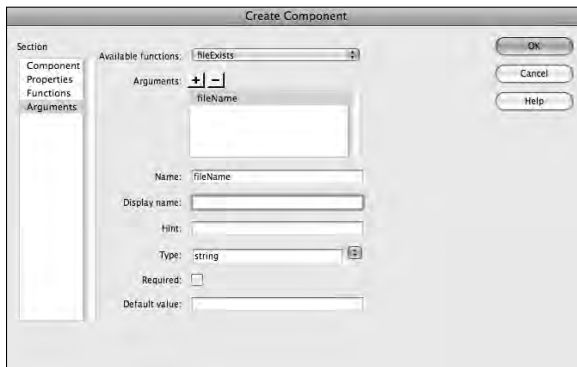 Create Component
Section
Component
Properties
Functions
Arguments
Available functions: fileExists
Arguments: + −
fileName
Name: fileName
Display name:
Hint:
Type: string
Required:
Default value:
OK
Cancel
Help